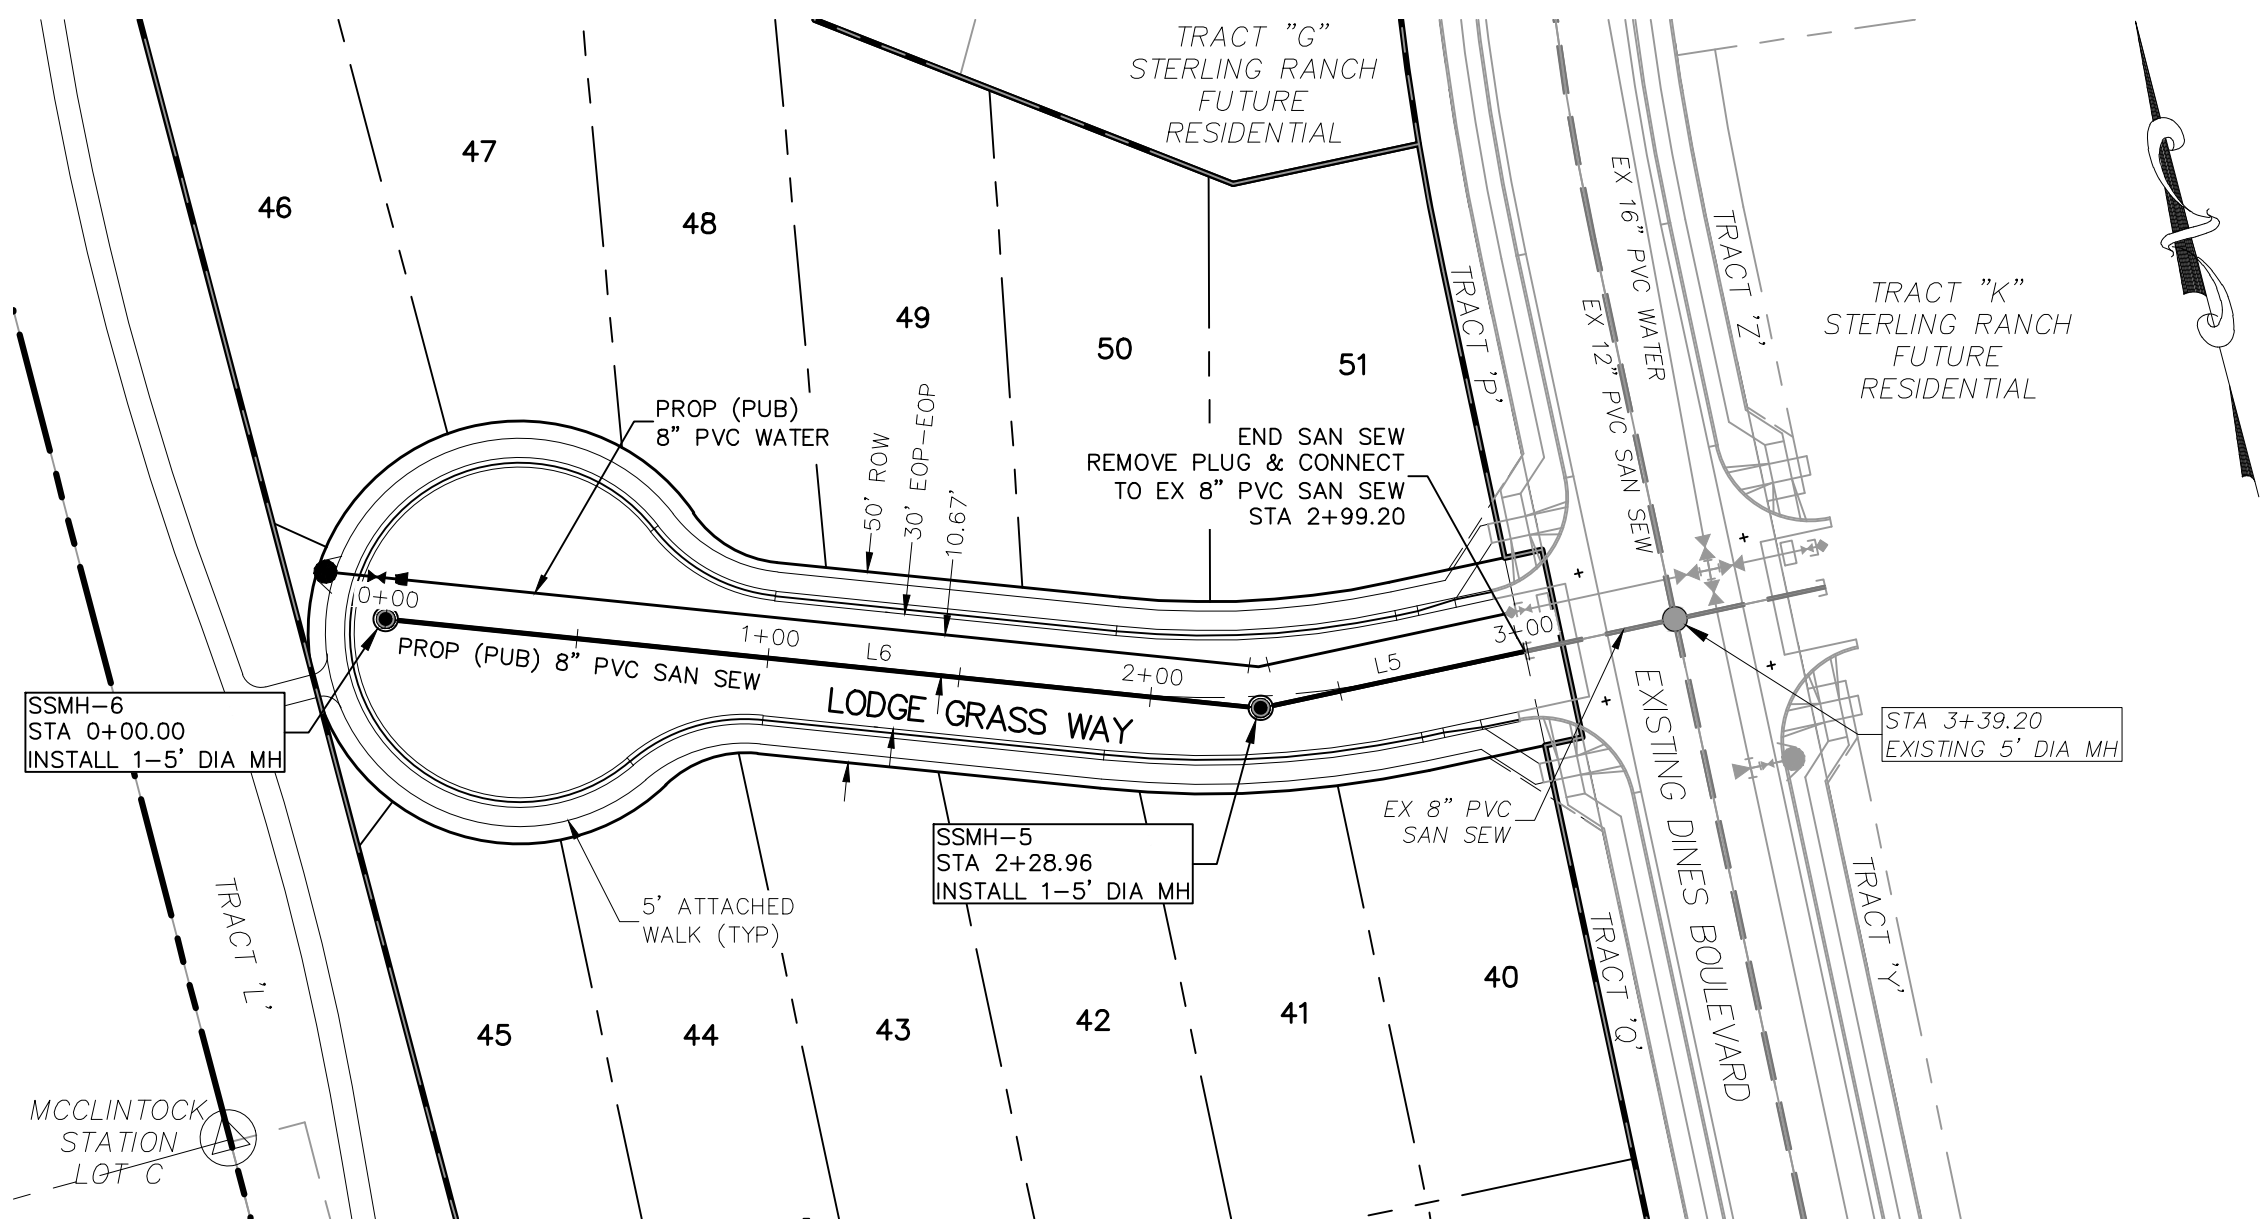 TRACT "G"
STERLING RANCH
FUTURE
RESIDENTIAL
46
47
48
49
50
51
TRACT 'P'
EX 16" PVC WATER
EX 12" PVC SAN SEW
TRACT 'Z'
TRACT "K"
STERLING RANCH
FUTURE
RESIDENTIAL
PROP (PUB)
8" PVC WATER
50' ROW
30' EOP-EOP
10.67'
END SAN SEW
REMOVE PLUG & CONNECT
TO EX 8" PVC SAN SEW
STA 2+99.20
0+00
1+00
L6
2+00
L5
3+00
PROP (PUB) 8" PVC SAN SEW
LODGE GRASS WAY
SSMH-6
STA 0+00.00
INSTALL 1-5' DIA MH
SSMH-5
STA 2+28.96
INSTALL 1-5' DIA MH
EX 8" PVC
SAN SEW
STA 3+39.20
EXISTING 5' DIA MH
EXISTING DINES BOULEVARD
5' ATTACHED
WALK (TYP)
TRACT 'L'
TRACT 'Q'
TRACT 'Y'
45
44
43
42
41
40
MCCLINTOCK
STATION
LOT C